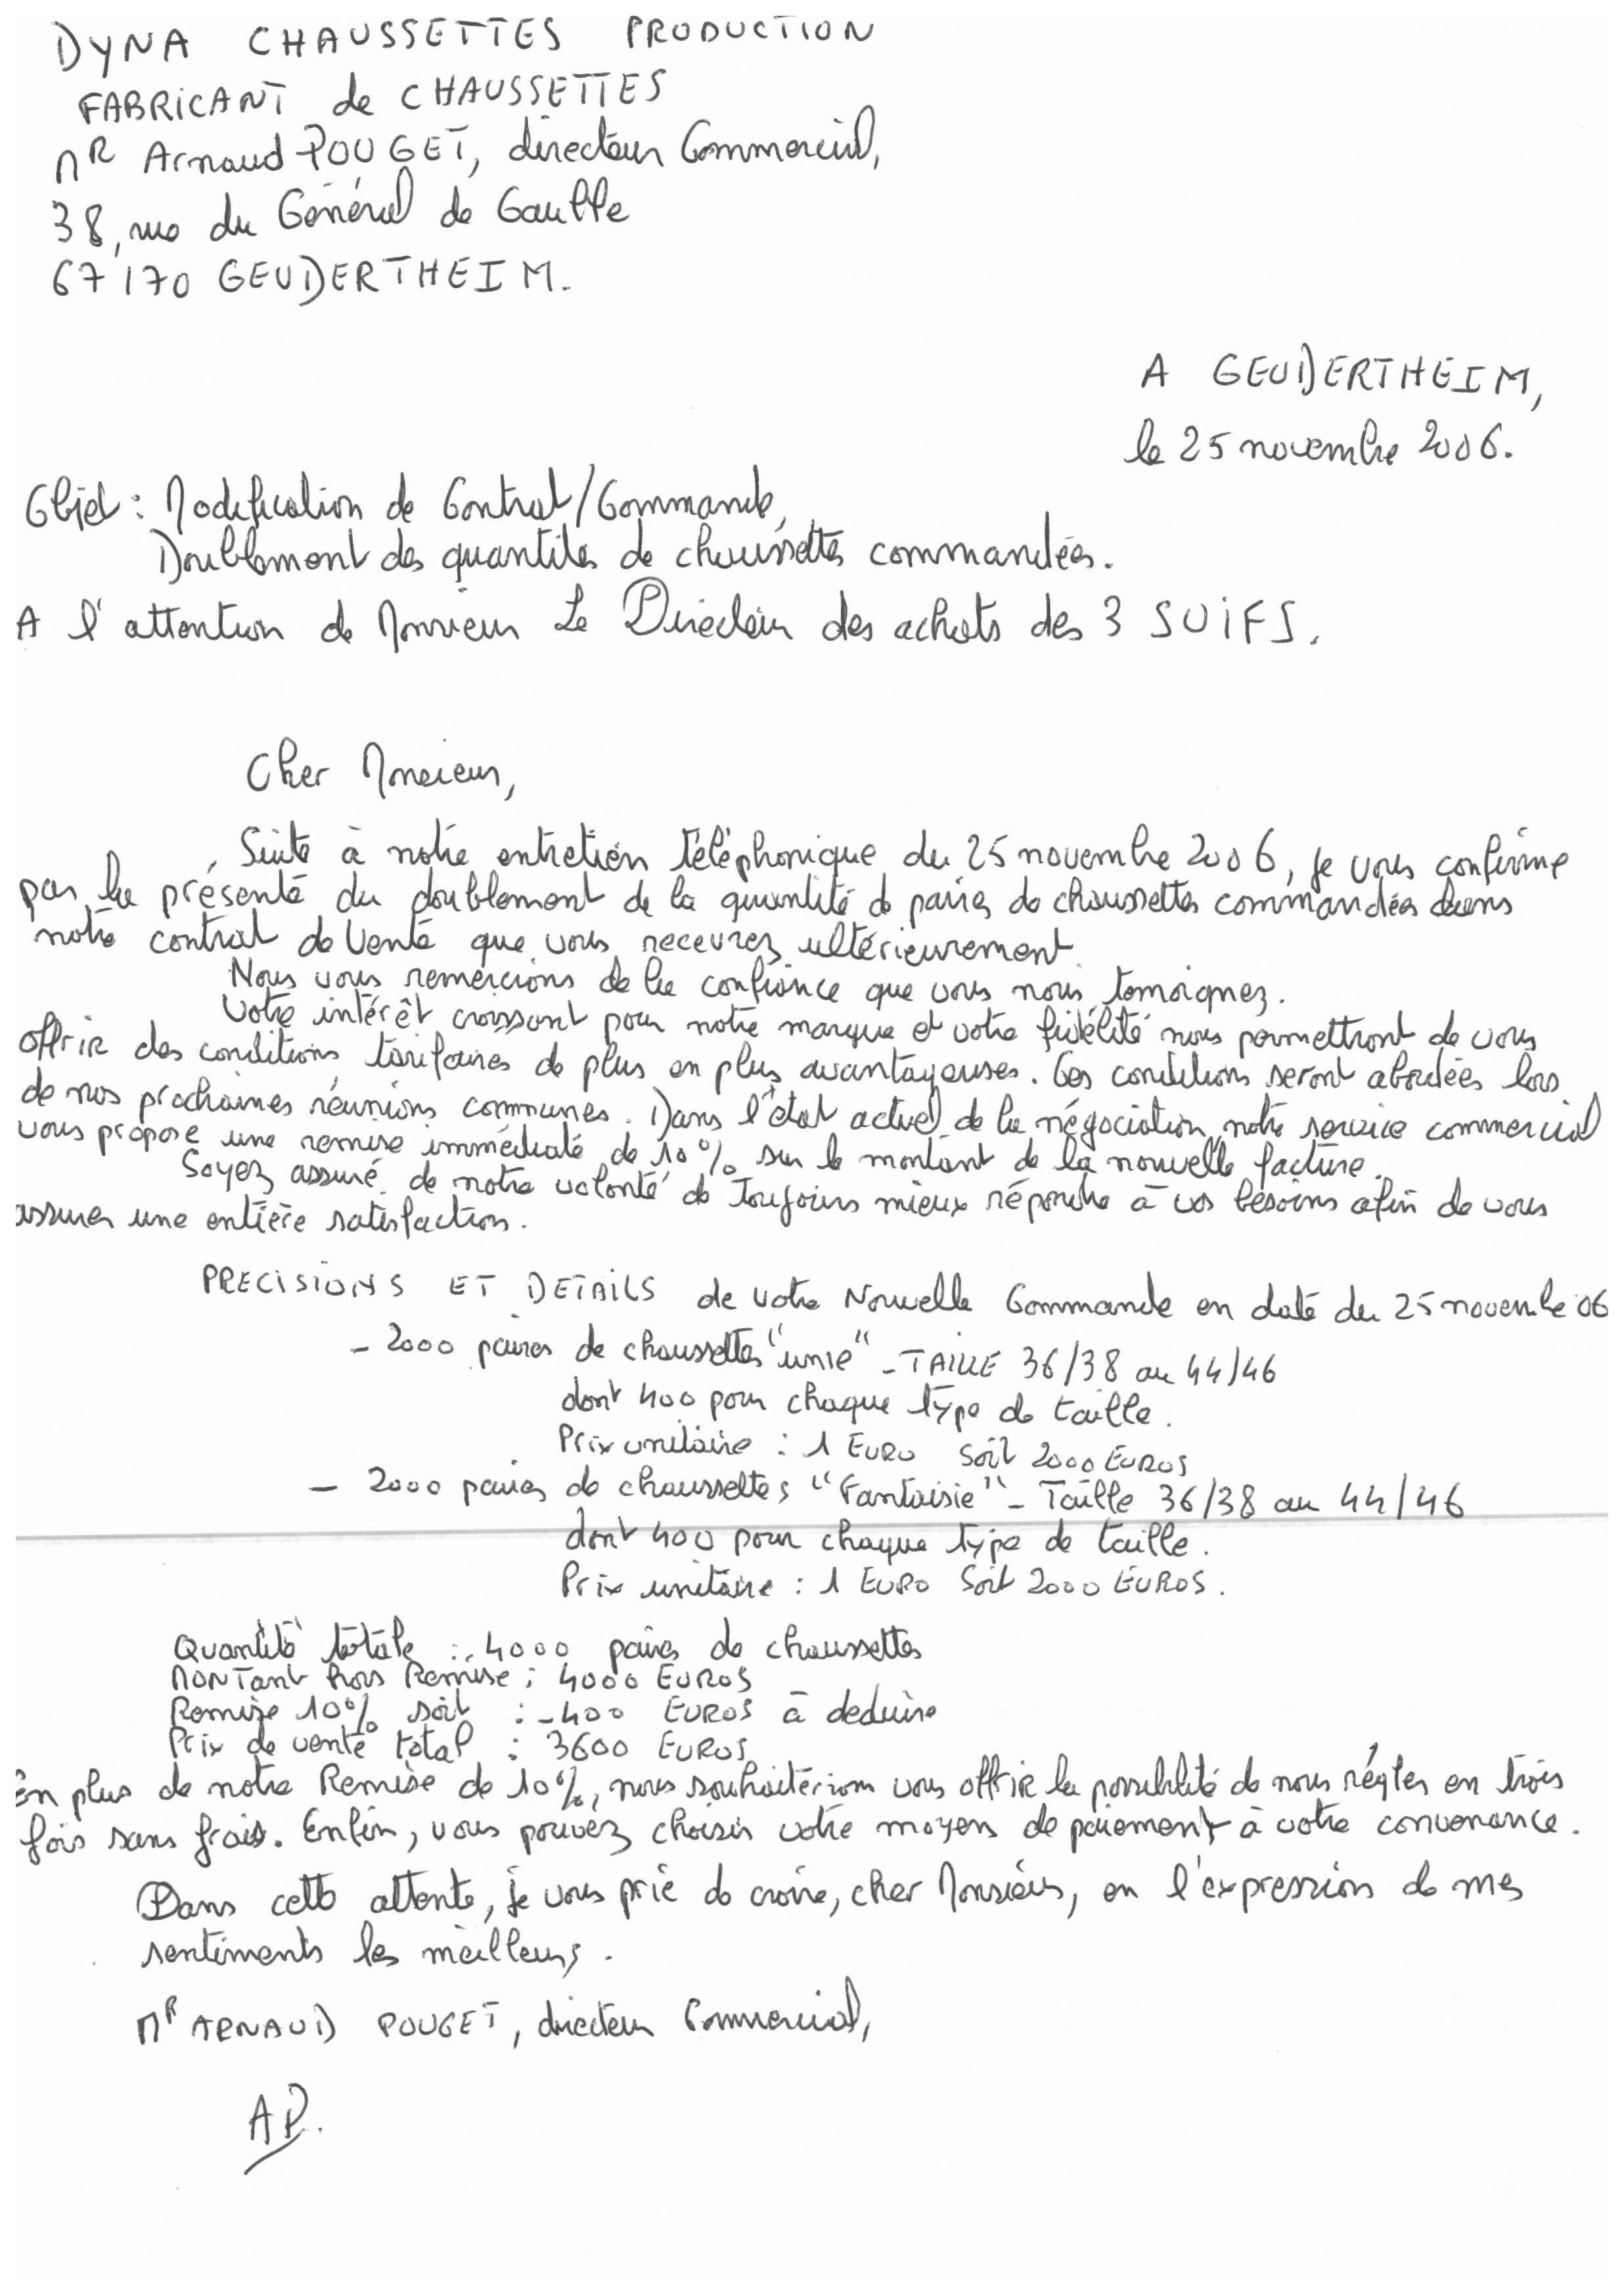 DYNA CHAUSSETTES PRODUCTION
FABRICANT de CHAUSSETTES
MR Arnaud POUGET, directeur Commercial,
38, rue du Général de Gaulle
67170 GEUDERTHEIM.
A GEUDERTHEIM,
le 25 novembre 2006.
Objet : Modification de Contrat/Commande,
Doublement des quantités de chaussettes commandées.
A l'attention de Monsieur Le Directeur des achats des 3 SUIFS.
Cher Monsieur,
Suite à notre entretien téléphonique du 25 novembre 2006, je vous confirme
par la présente du doublement de la quantité de paires de chaussettes commandées dans
notre contrat de Vente que vous recevrez ultérieurement.
Nous vous remercions de la confiance que vous nous temoignez.
Votre intérêt croissant pour notre marque et votre fidélité nous permettront de vous
offrir des conditions tarifaires de plus en plus avantageuses. Ces conditions seront abordées lors
de nos prochaines réunions communes. Dans l'état actuel de la négociation, notre service commercial
vous propose une remise immédiate de 10% sur le montant de la nouvelle facture.
Soyez assuré de notre volonté de Toujours mieux répondre à vos besoins afin de vous
assurer une entière satisfaction.
PRECISIONS ET DETAILS de votre Nouvelle Commande en date du 25 novembre 06
- 2000 paires de chaussettes "unie" - TAILLE 36/38 au 44/46
dont 400 pour chaque type de taille.
Prix unitaire : 1 EURO Soit 2000 EUROS
- 2000 paires de chaussettes "Fantaisie" - Taille 36/38 au 44/46
dont 400 pour chaque type de taille.
Prix unitaire : 1 EURO Soit 2000 EUROS.
Quantité totale : 4000 paires de chaussettes
MONTant hors Remise : 4000 EUROS
Remise 10% soit : -400 EUROS à deduire
Prix de vente total : 3600 EUROS
En plus de notre Remise de 10%, nous souhaiterions vous offrir la possibilité de nous régler en trois
fois sans frais. Enfin, vous pouvez choisir votre moyens de paiement à votre convenance.
Dans cette attente, je vous prie de croire, cher Monsieur, en l'expression de mes
sentiments les meilleurs.
MR ARNAUD POUGET, directeur Commercial,
AP.